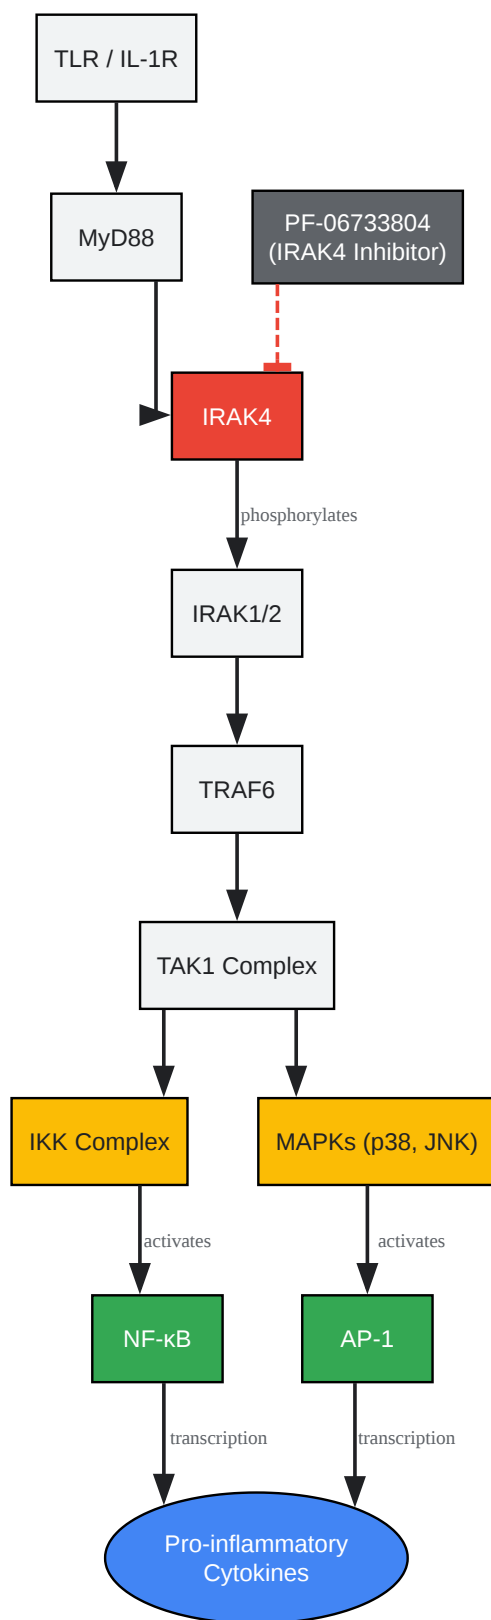 TLR / IL-1R
MyD88
PF-06733804
(IRAK4 Inhibitor)
IRAK4
phosphorylates
IRAK1/2
TRAF6
TAK1 Complex
IKK Complex
MAPKs (p38, JNK)
activates
activates
NF-κB
AP-1
transcription
transcription
Pro-inflammatory
Cytokines